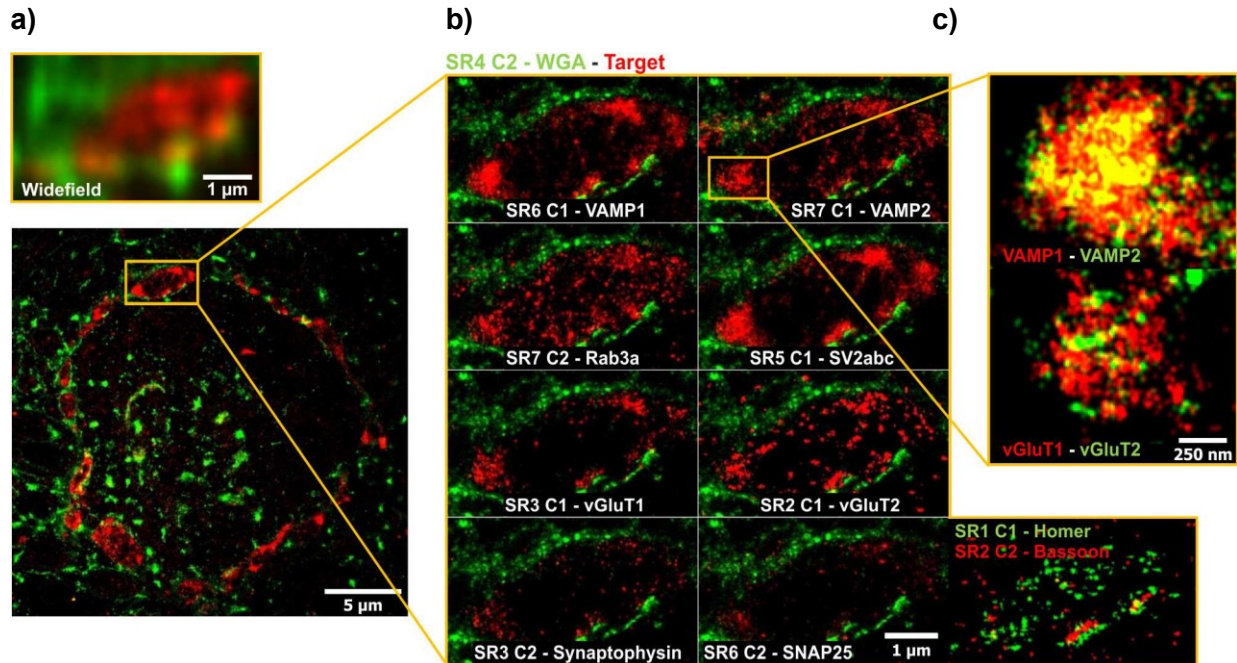 a)
b)
c)
Widefield
1 µm
5 µm
SR4 C2 - WGA - Target
SR6 C1 - VAMP1
SR7 C1 - VAMP2
SR7 C2 - Rab3a
SR5 C1 - SV2abc
SR3 C1 - vGluT1
SR2 C1 - vGluT2
SR3 C2 - Synaptophysin
SR6 C2 - SNAP25
1 µm
VAMP1 - VAMP2
vGluT1 - vGluT2
250 nm
SR1 C1 - Homer
SR2 C2 - Bassoon